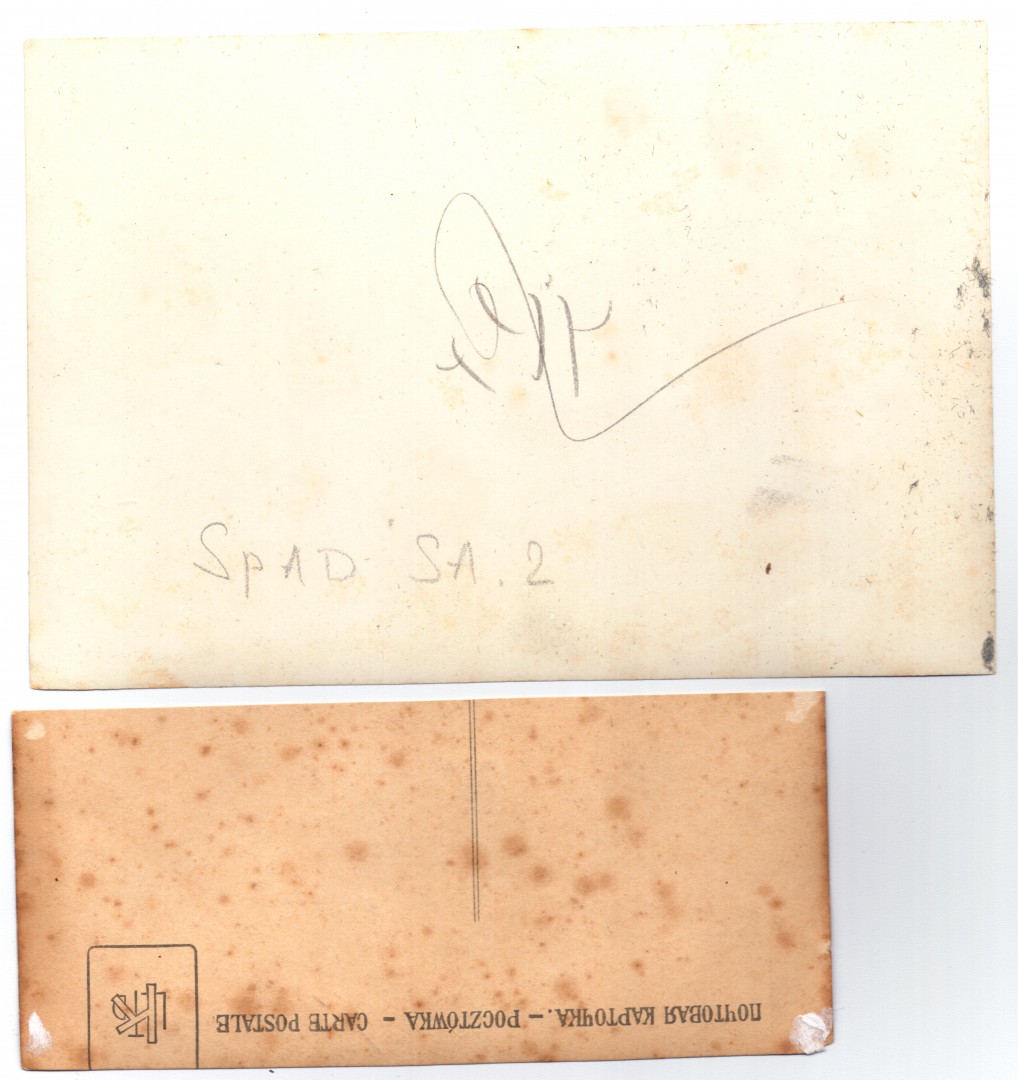 SPAD SA. 2
ПОЧТОВАЯ КАРТОЧКА. – POCZTÓWKA – CARTE POSTALE